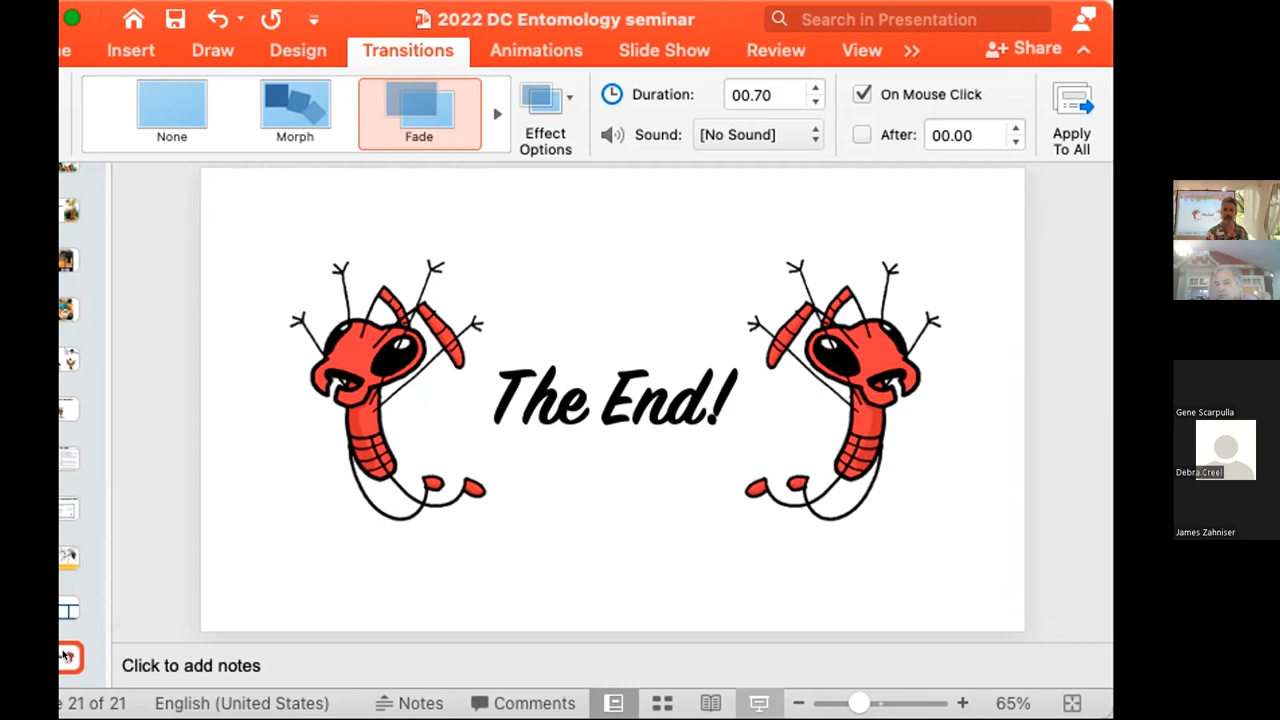 2022 DC Entomology seminar
Search in Presentation
ne Insert Draw Design Transitions Animations Slide Show Review View >> Share
None
Morph
Fade
Effect Options
Duration: 00.70
Sound: [No Sound]
On Mouse Click
After: 00.00
Apply To All
The End!
Click to add notes
e 21 of 21 English (United States) Notes Comments 65%
Gene Scarpulla
Debra Creel
James Zahniser